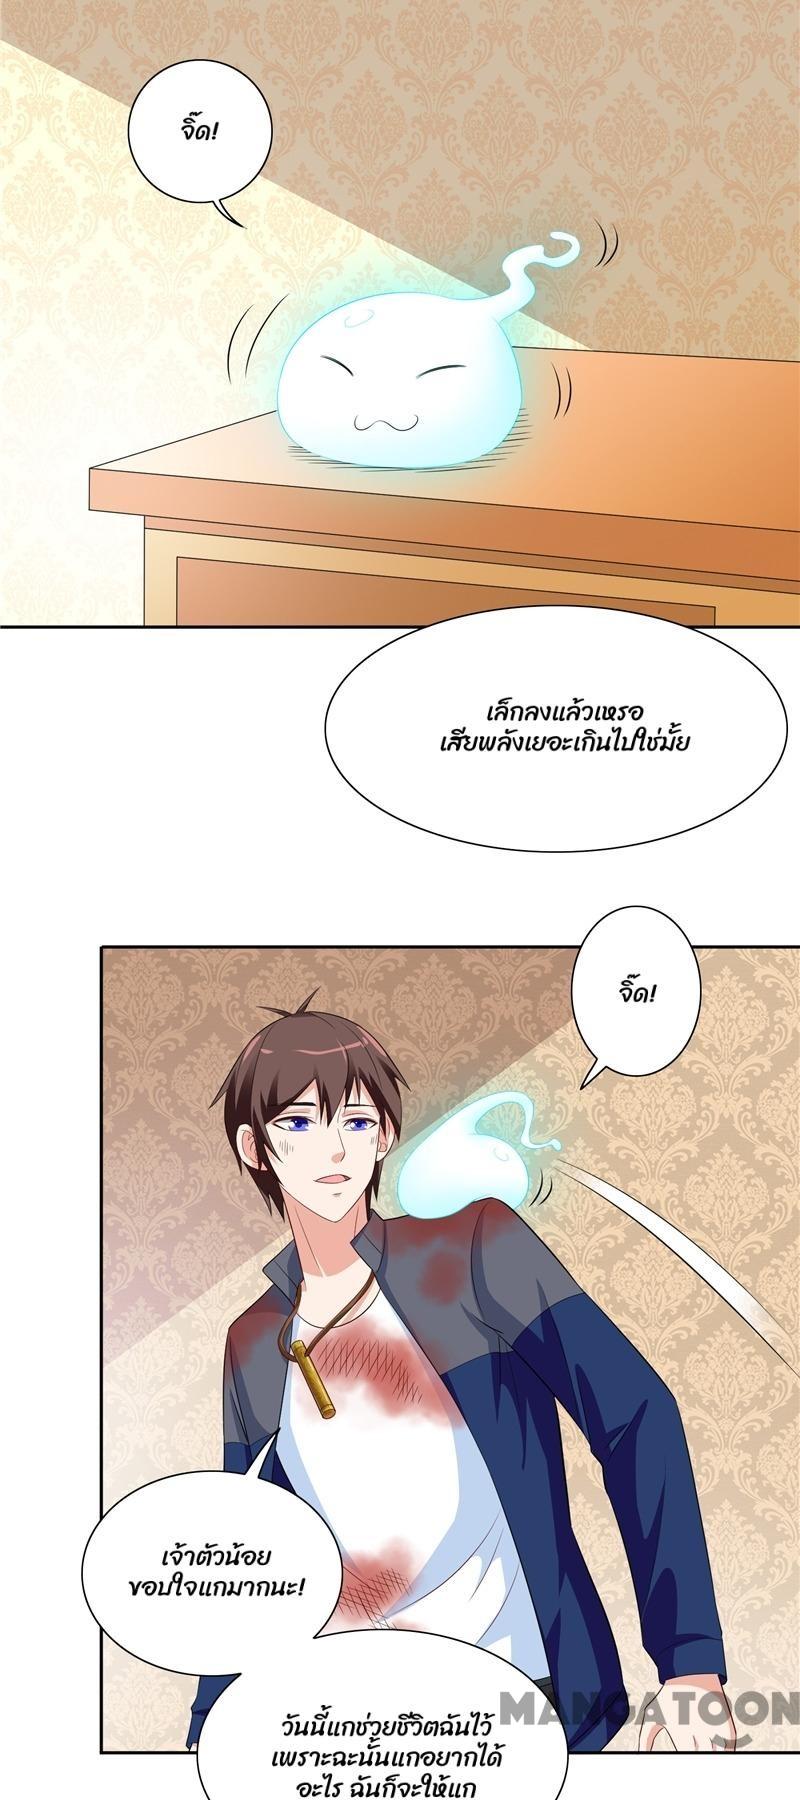 จี๊ด!
เล็กลงแล้วเหรอ
เสียพลังเยอะเกินไปใช่มั้ย
จี๊ด!
เจ้าตัวน้อย
ขอบใจแกมากนะ!
วันนี้แกช่วยชีวิตฉันไว้
เพราะฉะนั้นแกอยากได้
อะไร ฉันก็จะให้แก
MANGATOON